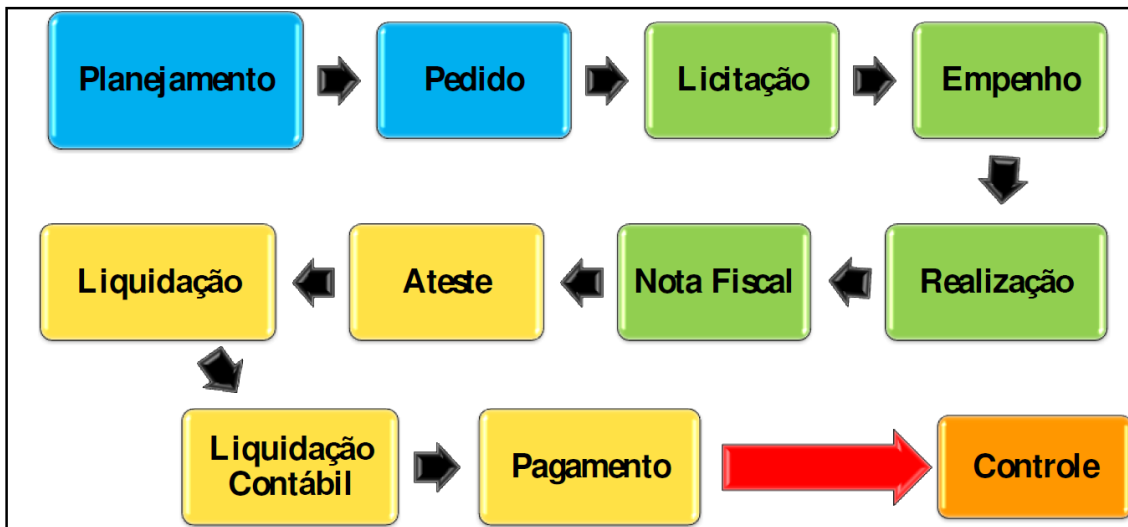 Planejamento
Pedido
Licitação
Empenho
Realização
Nota Fiscal
Ateste
Liquidação
Liquidação
Contábil
Pagamento
Controle